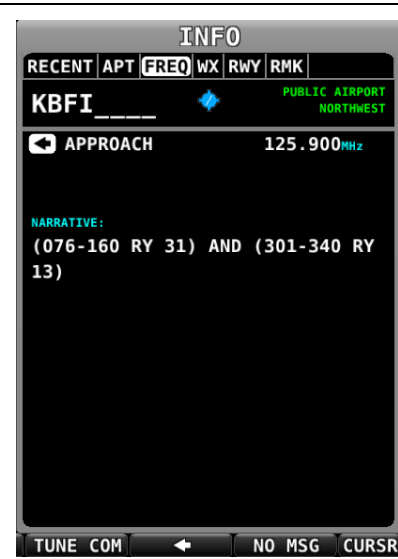 INFO
RECENT APT FREQ WX RWY RMK
KBFI____
PUBLIC AIRPORT
NORTHWEST
APPROACH 125.900MHz
NARRATIVE:
(076-160 RY 31) AND (301-340 RY
13)
TUNE COM NO MSG CURSR